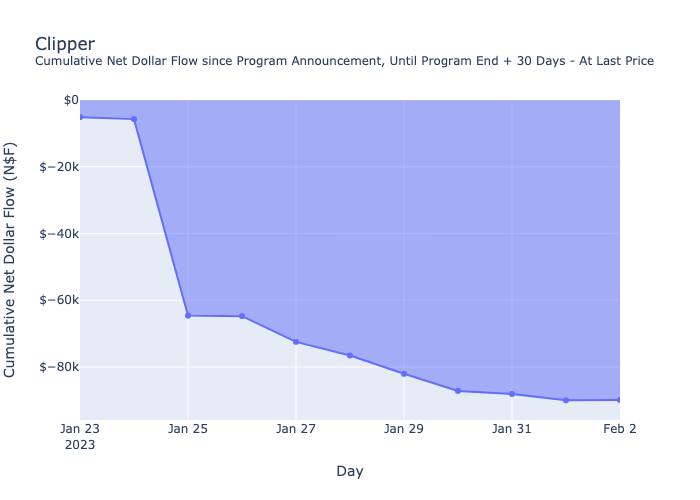 Clipper
Cumulative Net Dollar Flow since Program Announcement, Until Program End + 30 Days - At Last Price
Cumulative Net Dollar Flow (N$F)
$0
$−20k
$−40k
$−60k
$−80k
Jan 23
2023
Jan 25
Jan 27
Jan 29
Jan 31
Feb 2
Day